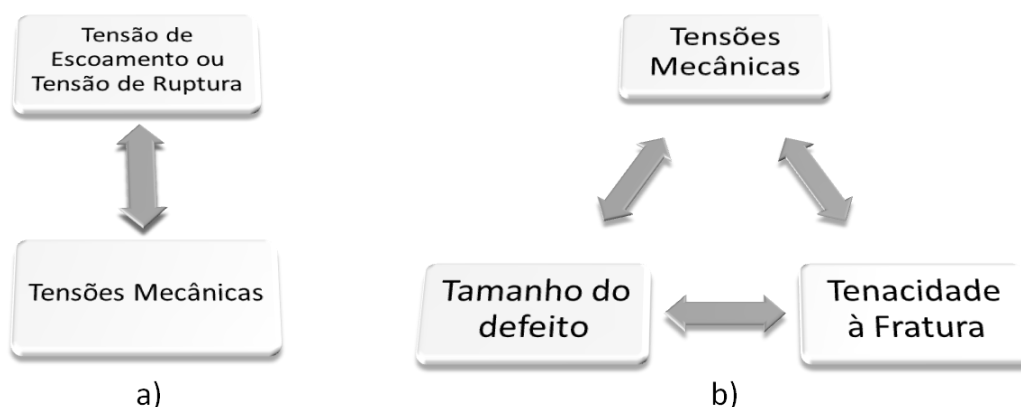 Tensão de
Escoamento ou
Tensão de Ruptura
Tensões Mecânicas
a)
Tensões
Mecânicas
Tamanho do
defeito
Tenacidade
à Fratura
b)